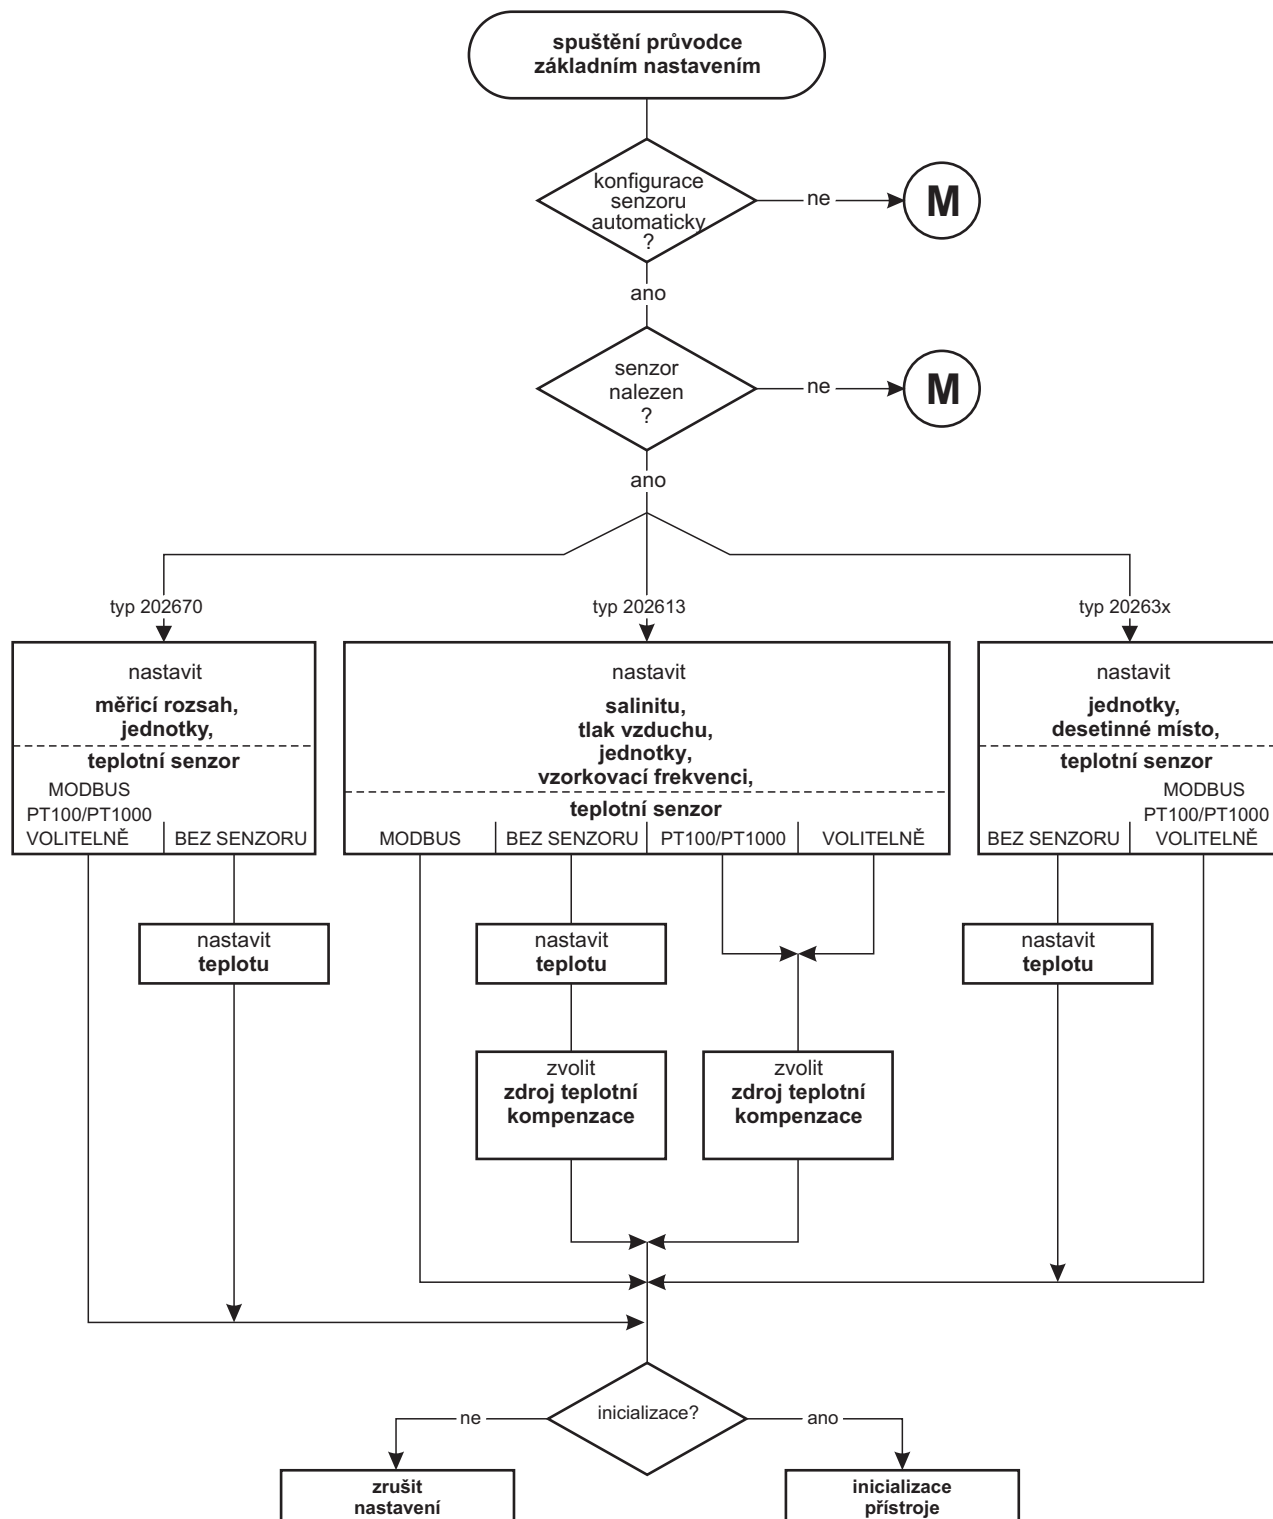 spuštění průvodce
základním nastavením
konfigurace
senzoru
automaticky
?
ne
M
ano
senzor
nalezen
?
ne
M
ano
typ 202670
typ 202613
typ 20263x
nastavit
měřicí rozsah,
jednotky,
teplotní senzor
MODBUS
PT100/PT1000
VOLITELNĚ
BEZ SENZORU
nastavit
salinitu,
tlak vzduchu,
jednotky,
vzorkovací frekvenci,
teplotní senzor
MODBUS
BEZ SENZORU
PT100/PT1000
VOLITELNĚ
nastavit
jednotky,
desetinné místo,
teplotní senzor
BEZ SENZORU
MODBUS
PT100/PT1000
VOLITELNĚ
nastavit
teplotu
nastavit
teplotu
nastavit
teplotu
zvolit
zdroj teplotní
kompenzace
zvolit
zdroj teplotní
kompenzace
inicializace?
ne
ano
zrušit
nastavení
inicializace
přístroje